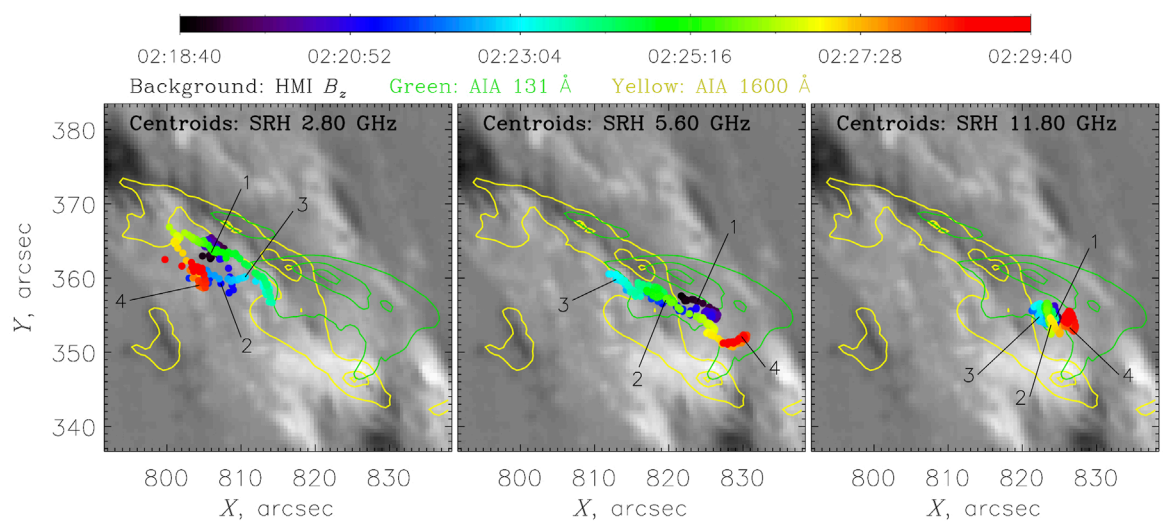 02:18:40 02:20:52 02:23:04 02:25:16 02:27:28 02:29:40
Background: HMI Bz Green: AIA 131 Å Yellow: AIA 1600 Å
Centroids: SRH 2.80 GHz Centroids: SRH 5.60 GHz Centroids: SRH 11.80 GHz
380
370
360
350
340
Y, arcsec
1 3 4 2
1 3 2 4
1 3 2 4
800 810 820 830 800 810 820 830 800 810 820 830
X, arcsec X, arcsec X, arcsec